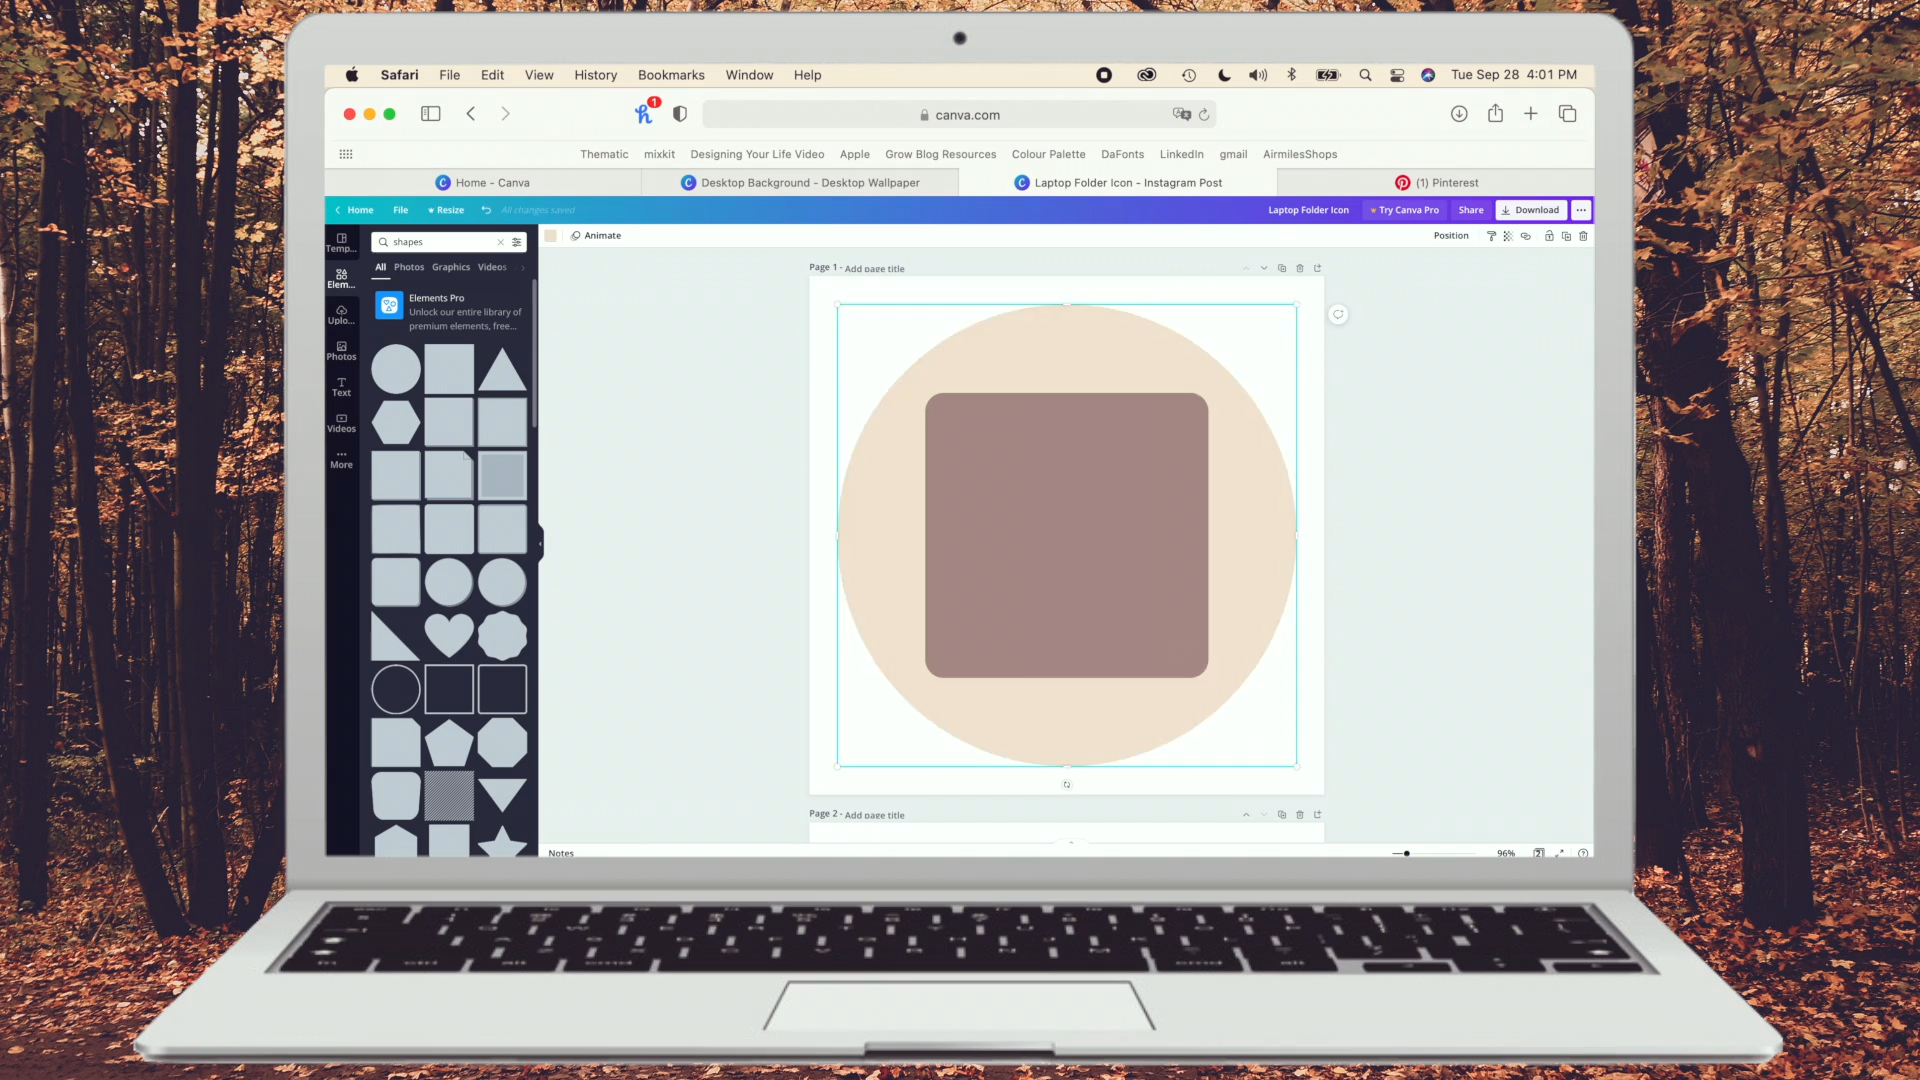 Safari File Edit View History Bookmarks Window Help Tue Sep 28 4:01 PM
1
canva.com
Thematic mixkit Designing Your Life Video Apple Grow Blog Resources Colour Palette DaFonts LinkedIn gmail AirmilesShops
Home - Canva Desktop Background - Desktop Wallpaper Laptop Folder Icon - Instagram Post (1) Pinterest
Home File Resize All changes saved Laptop Folder Icon Try Canva Pro Share Download
Temp... shapes Animate Position
All Photos Graphics Videos
Page 1 - Add page title
Elem...
Elements Pro
Unlock our entire library of
premium elements, free...
Uplo...
Photos
Text
Videos
More
Page 2 - Add page title
Notes 96% 2